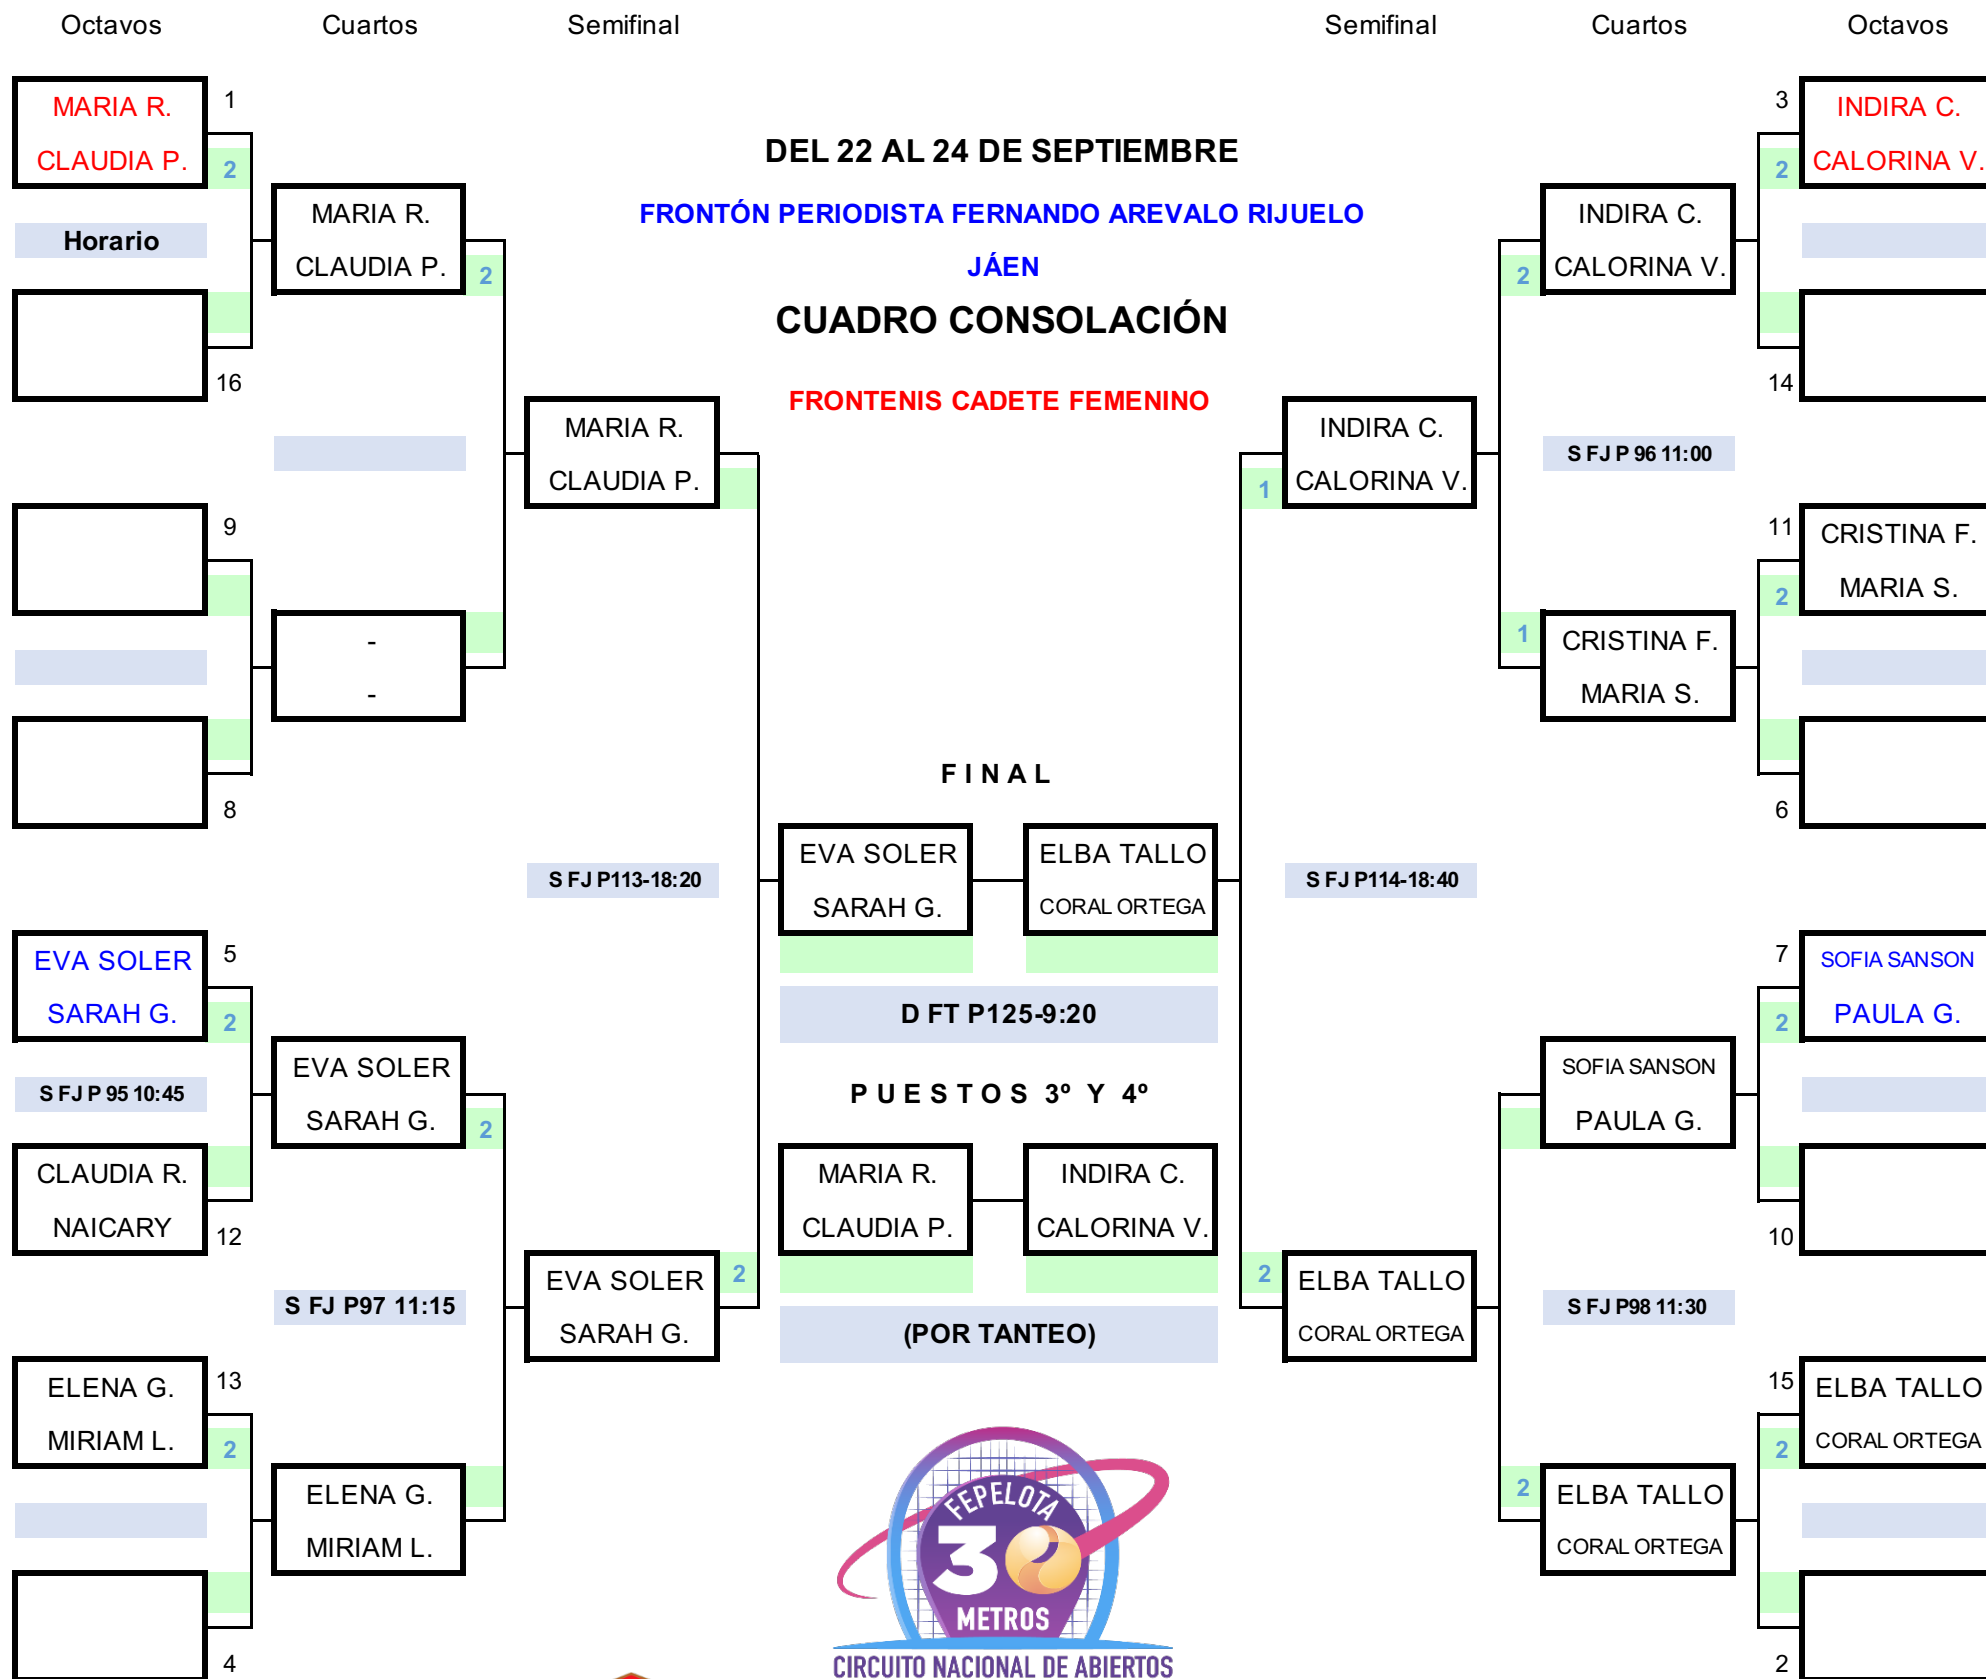 Octavos Cuartos Semifinal Semifinal Cuartos Octavos
MARIA R. 1
CLAUDIA P. 2
Horario
16
MARIA R.
CLAUDIA P. 2
9
8
-
-
MARIA R.
CLAUDIA P.
EVA SOLER 5
SARAH G. 2
S FJ P 95 10:45
CLAUDIA R.
NAICARY 12
EVA SOLER
SARAH G. 2
S FJ P97 11:15
ELENA G. 13
MIRIAM L. 2
4
ELENA G.
MIRIAM L.
S FJ P113-18:20
EVA SOLER 2
SARAH G.
DEL 22 AL 24 DE SEPTIEMBRE
FRONTÓN PERIODISTA FERNANDO AREVALO RIJUELO
JÁEN
CUADRO CONSOLACIÓN
FRONTENIS CADETE FEMENINO
FINAL
EVA SOLER
SARAH G.
ELBA TALLO
CORAL ORTEGA
D FT P125-9:20
PUESTOS 3º Y 4º
MARIA R.
CLAUDIA P.
INDIRA C.
CALORINA V.
(POR TANTEO)
FEPELOTA
30
METROS
CIRCUITO NACIONAL DE ABIERTOS
INDIRA C.
1 CALORINA V.
S FJ P114-18:40
2 ELBA TALLO
CORAL ORTEGA
INDIRA C.
2 CALORINA V.
S FJ P 96 11:00
1 CRISTINA F.
MARIA S.
SOFIA SANSON
PAULA G.
S FJ P98 11:30
2 ELBA TALLO
CORAL ORTEGA
3 INDIRA C.
2 CALORINA V.
14
11 CRISTINA F.
2 MARIA S.
6
7 SOFIA SANSON
2 PAULA G.
10
15 ELBA TALLO
2 CORAL ORTEGA
2